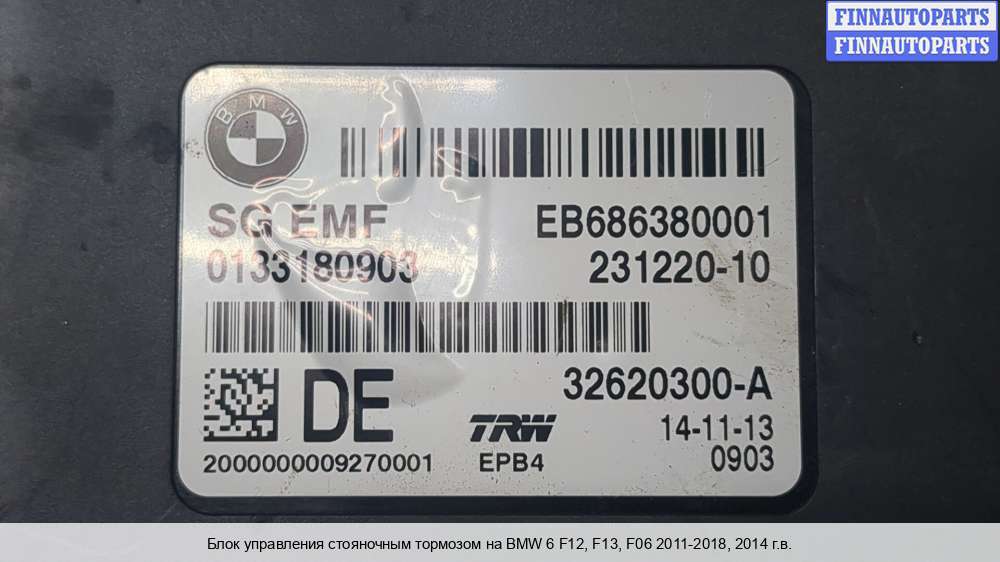 FINNAUTOPARTS
FINNAUTOPARTS
BMW
SG EMF
EB686380001
0133180903
231220-10
DE
32620300-A
TRW
14-11-13
2000000009270001
EPB4
0903
Блок управления стояночным тормозом на BMW 6 F12, F13, F06 2011-2018, 2014 г.в.